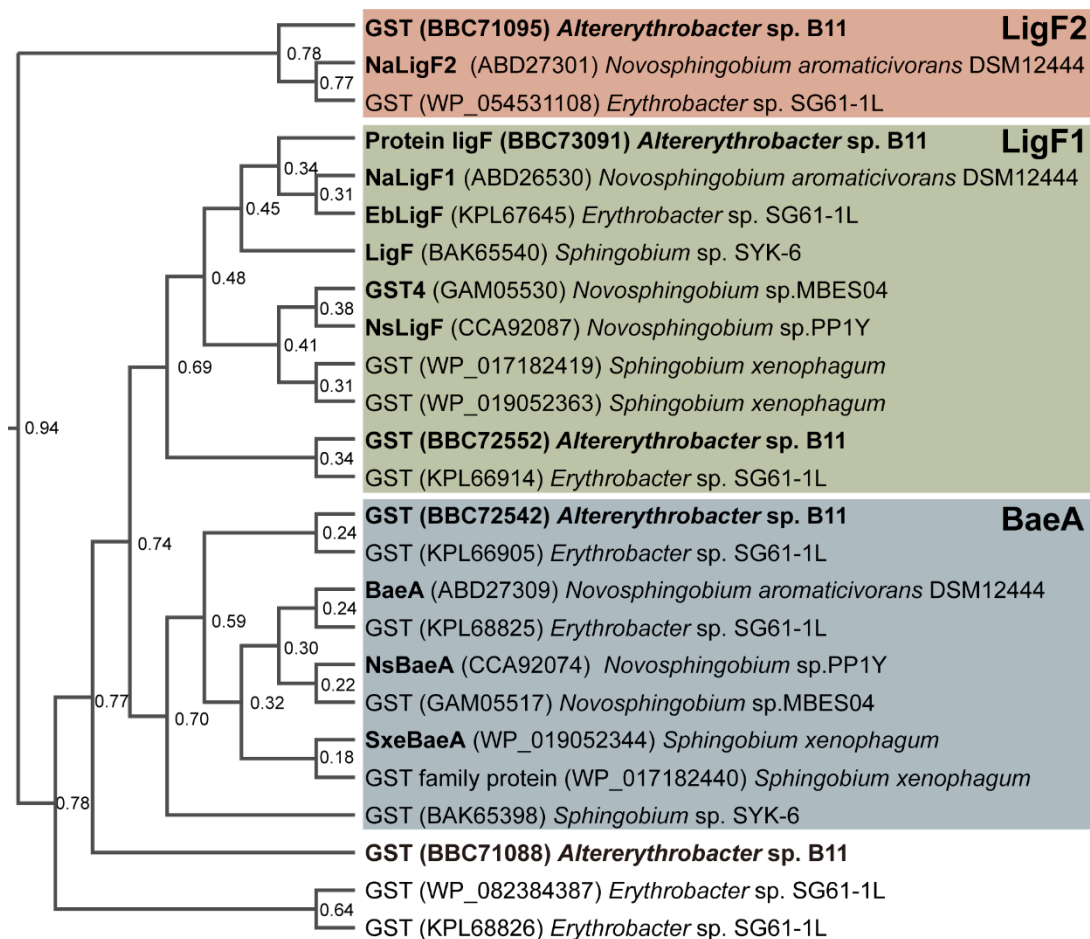 GST (BBC71095) Altererythrobacter sp. B11
LigF2
0.78
NaLigF2 (ABD27301) Novosphingobium aromaticivorans DSM12444
0.77
GST (WP_054531108) Erythrobacter sp. SG61-1L
Protein ligF (BBC73091) Altererythrobacter sp. B11
LigF1
0.34
NaLigF1 (ABD26530) Novosphingobium aromaticivorans DSM12444
0.31
0.45
EbLigF (KPL67645) Erythrobacter sp. SG61-1L
LigF (BAK65540) Sphingobium sp. SYK-6
0.48
GST4 (GAM05530) Novosphingobium sp.MBES04
0.38
NsLigF (CCA92087) Novosphingobium sp.PP1Y
0.41
0.69
GST (WP_017182419) Sphingobium xenophagum
0.31
GST (WP_019052363) Sphingobium xenophagum
0.94
GST (BBC72552) Altererythrobacter sp. B11
0.34
GST (KPL66914) Erythrobacter sp. SG61-1L
GST (BBC72542) Altererythrobacter sp. B11
BaeA
0.24
0.74
GST (KPL66905) Erythrobacter sp. SG61-1L
BaeA (ABD27309) Novosphingobium aromaticivorans DSM12444
0.24
0.59
GST (KPL68825) Erythrobacter sp. SG61-1L
0.30
NsBaeA (CCA92074) Novosphingobium sp.PP1Y
0.22
0.77
0.32
GST (GAM05517) Novosphingobium sp.MBES04
0.70
SxeBaeA (WP_019052344) Sphingobium xenophagum
0.18
GST family protein (WP_017182440) Sphingobium xenophagum
0.78
GST (BAK65398) Sphingobium sp. SYK-6
GST (BBC71088) Altererythrobacter sp. B11
GST (WP_082384387) Erythrobacter sp. SG61-1L
0.64
GST (KPL68826) Erythrobacter sp. SG61-1L